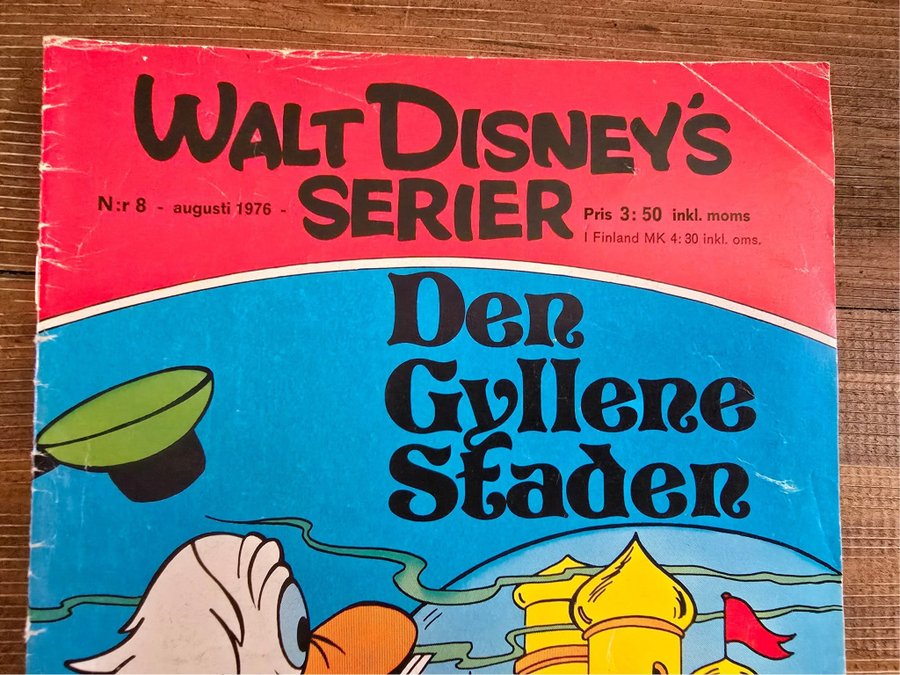 WALT DISNEY'S
SERIER
N:r 8 - augusti 1976 -
Pris 3:50 inkl. moms
I Finland MK 4:30 inkl. oms.
Den
Gyllene
Staden